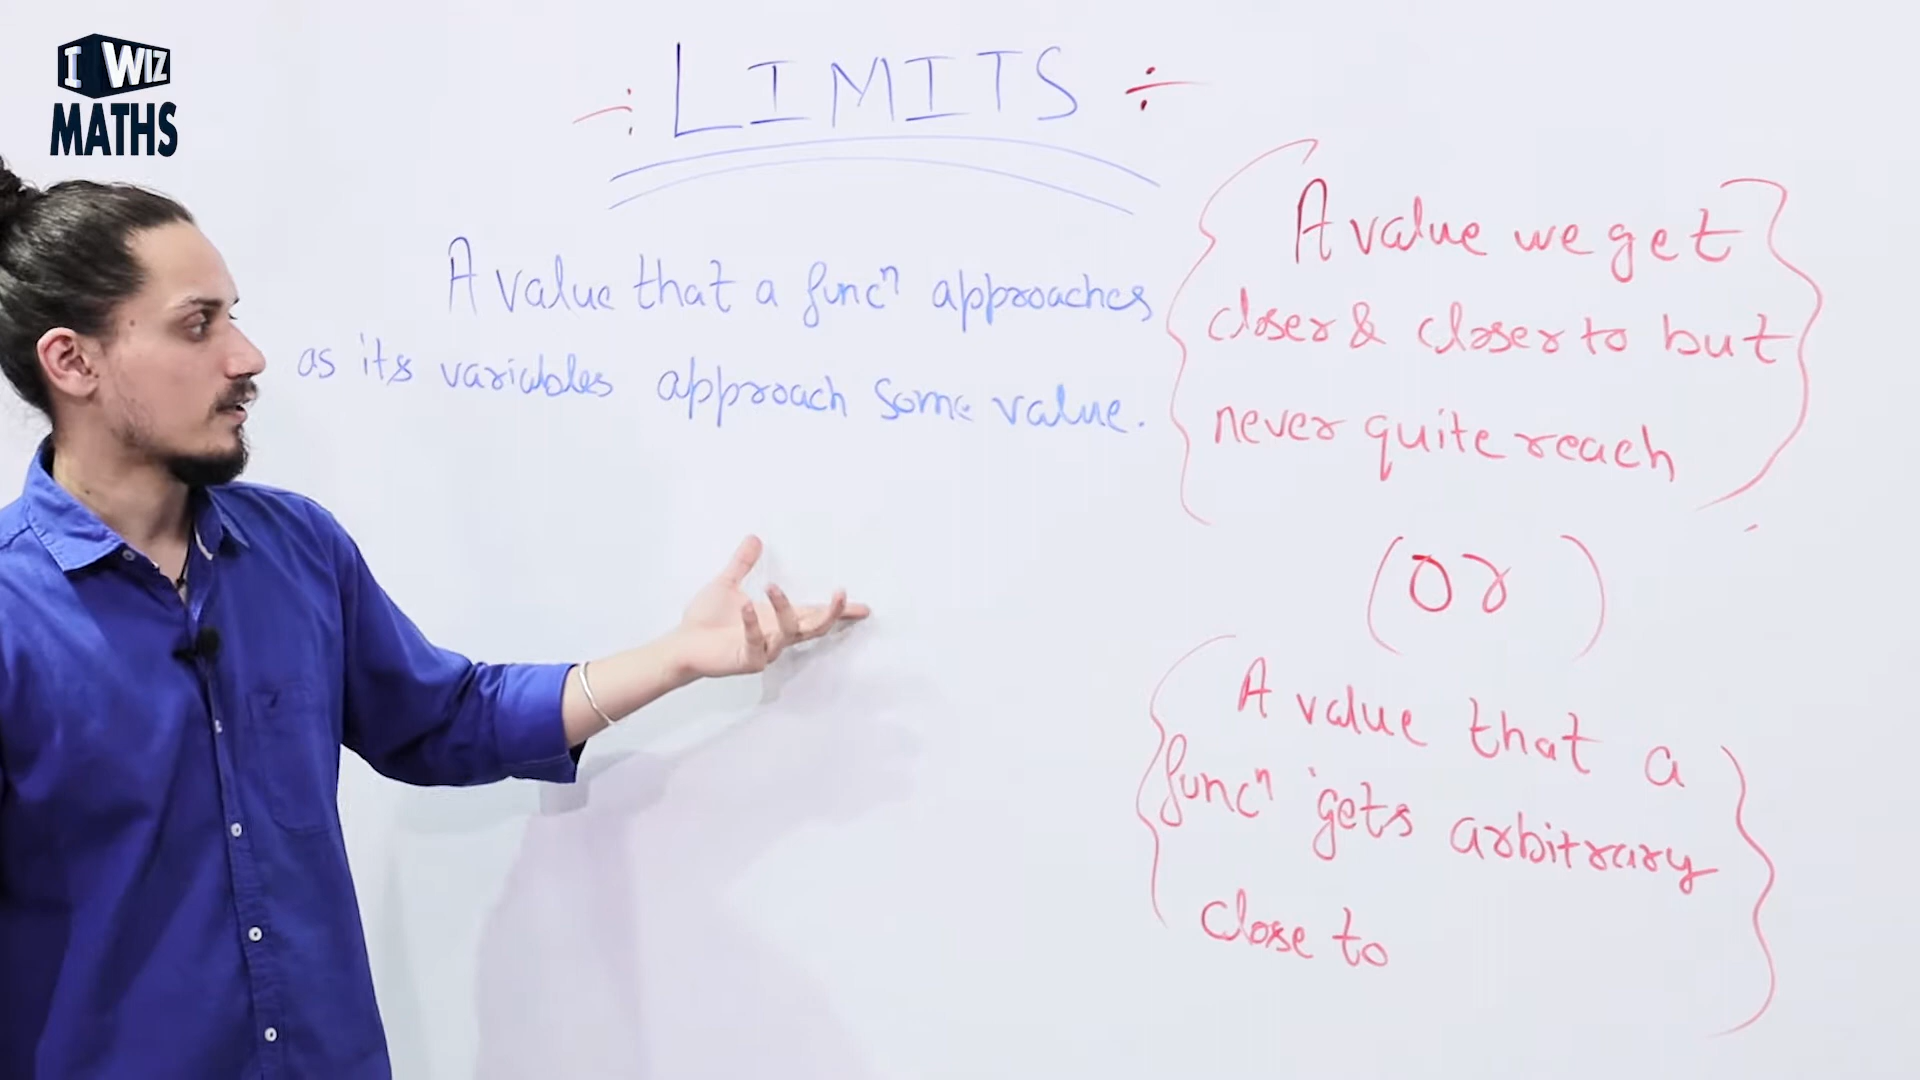 I WIZ
MATHS
÷ LIMITS ÷
A value that a funcⁿ approaches
as its variables approach some value.
A value we get
closer & closer to but
never quite reach
(Or)
A value that a
funcⁿ gets arbitrary
close to